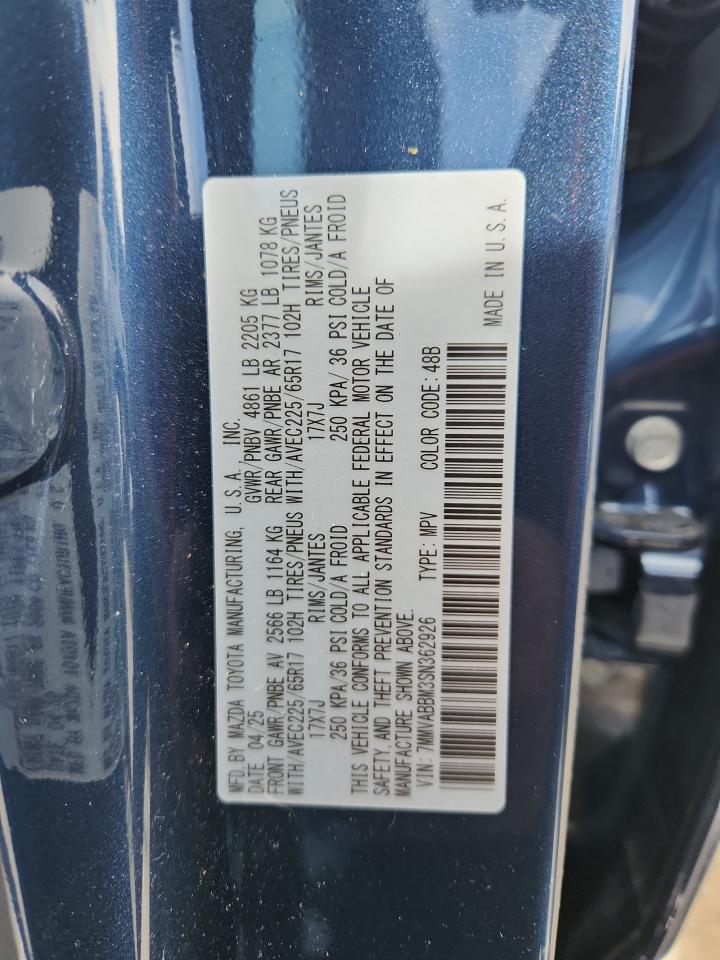 MFD. BY MAZDA TOYOTA MANUFACTURING, U.S.A. INC.
DATE 04/25 GVWR/PNBV 4861 LB 2205 KG
FRONT GAWR/PNBE AV 2566 LB 1164 KG REAR GAWR/PNBE AR 2377 LB 1078 KG
WITH/AVEC225/65R17 102H TIRES/PNEUS WITH/AVEC225/65R17 102H TIRES/PNEUS
17X7J RIMS/JANTES 17X7J RIMS/JANTES
250 KPA/36 PSI COLD/A FROID 250 KPA/ 36 PSI COLD/A FROID
THIS VEHICLE CONFORMS TO ALL APPLICABLE FEDERAL MOTOR VEHICLE
SAFETY, AND THEFT PREVENTION STANDARDS IN EFFECT ON THE DATE OF
MANUFACTURE SHOWN ABOVE.
VIN: 7MMVABBM3SN362926 TYPE: MPV COLOR CODE: 48B
MADE IN U.S.A.